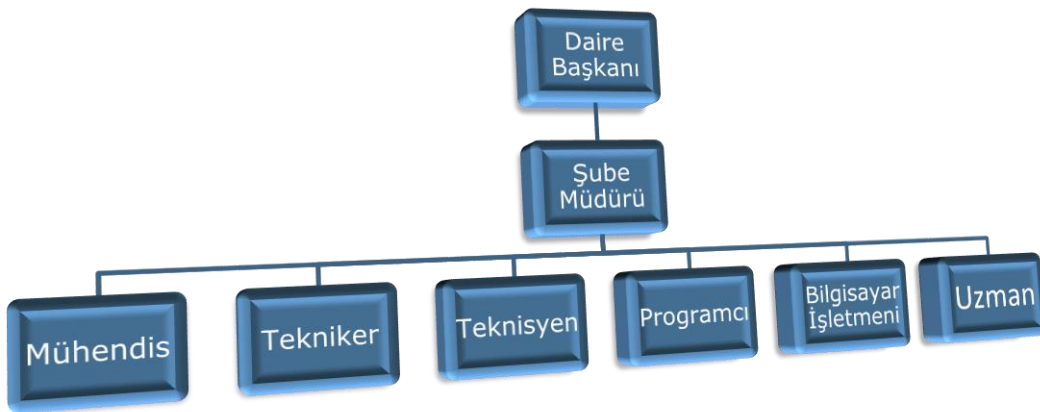 Daire
Başkanı
Şube
Müdürü
Mühendis
Tekniker
Teknisyen
Programcı
Bilgisayar
İşletmeni
Uzman